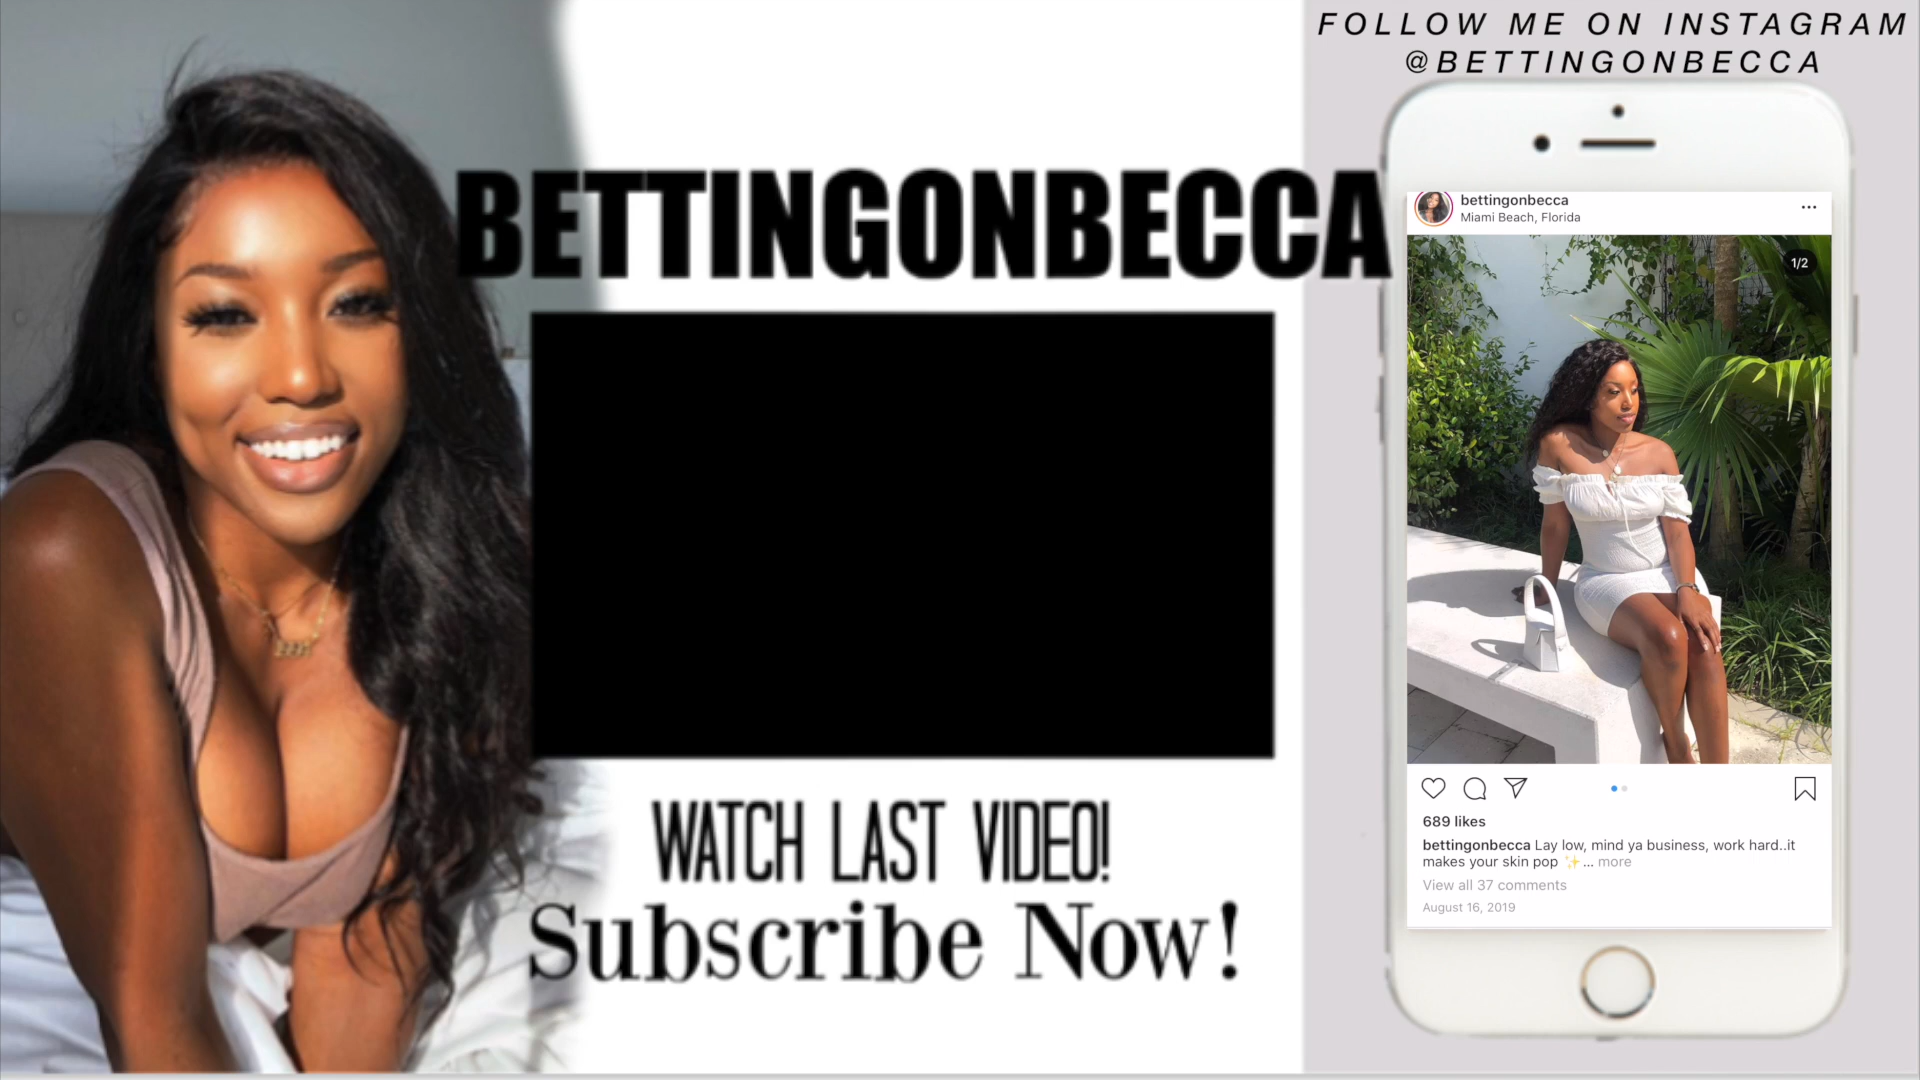 FOLLOW ME ON INSTAGRAM
@BETTINGONBECCA
BETTINGONBECCA
WATCH LAST VIDEO!
Subscribe Now!
bettingonbecca
Miami Beach, Florida
1/2
689 likes
bettingonbecca Lay low, mind ya business, work hard..it
makes your skin pop ✨ ... more
View all 37 comments
August 16, 2019